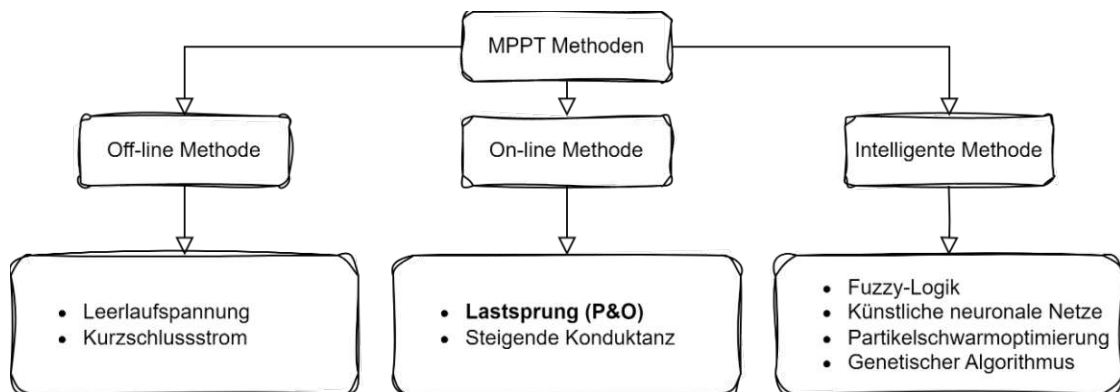 MPPT Methoden
Off-line Methode
On-line Methode
Intelligente Methode
• Leerlaufspannung
• Kurzschlussstrom
• Lastsprung (P&O)
• Steigende Konduktanz
• Fuzzy-Logik
• Künstliche neuronale Netze
• Partikelschwarmoptimierung
• Genetischer Algorithmus